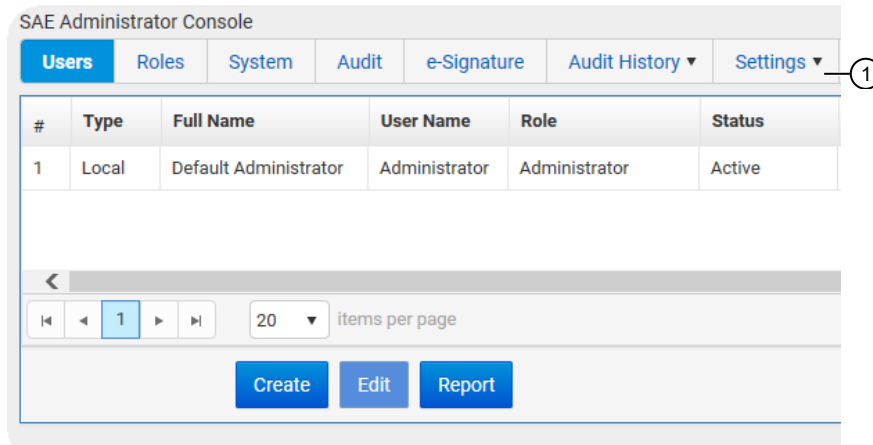 SAE Administrator Console
Users Roles System Audit e-Signature Audit History ▼ Settings ▼ 1
# Type Full Name User Name Role Status
1 Local Default Administrator Administrator Administrator Active
1 20 ▼ items per page
Create Edit Report